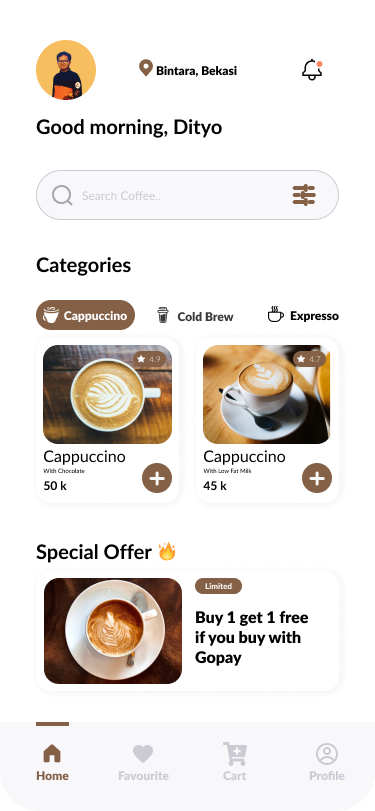 Bintara, Bekasi
Good morning, Dityo
Search Coffee..
Categories
Cappuccino
Cold Brew
Expresso
4.9
4.7
Cappuccino
With Chocolate
50 k
Cappuccino
With Low Fat Milk
45 k
Special Offer
Limited
Buy 1 get 1 free
if you buy with
Gopay
Home
Favourite
Cart
Profile